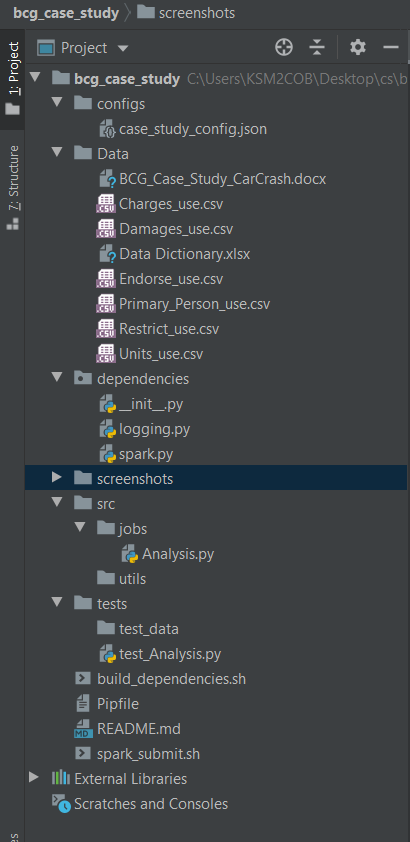 bcg_case_study screenshots
Project
bcg_case_study C:\Users\KSM2COB\Desktop\cs\b
configs
case_study_config.json
Data
BCG_Case_Study_CarCrash.docx
Charges_use.csv
Damages_use.csv
Data Dictionary.xlsx
Endorse_use.csv
Primary_Person_use.csv
Restrict_use.csv
Units_use.csv
dependencies
__init__.py
logging.py
spark.py
screenshots
src
jobs
Analysis.py
utils
tests
test_data
test_Analysis.py
build_dependencies.sh
Pipfile
README.md
spark_submit.sh
External Libraries
Scratches and Consoles
1: Project
7: Structure